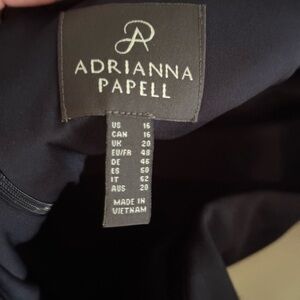 ADRIANNA
PAPELL
US 16
CAN 16
UK 20
EU/FR 48
DE 46
ES 50
IT 52
AUS 20
MADE IN
VIETNAM